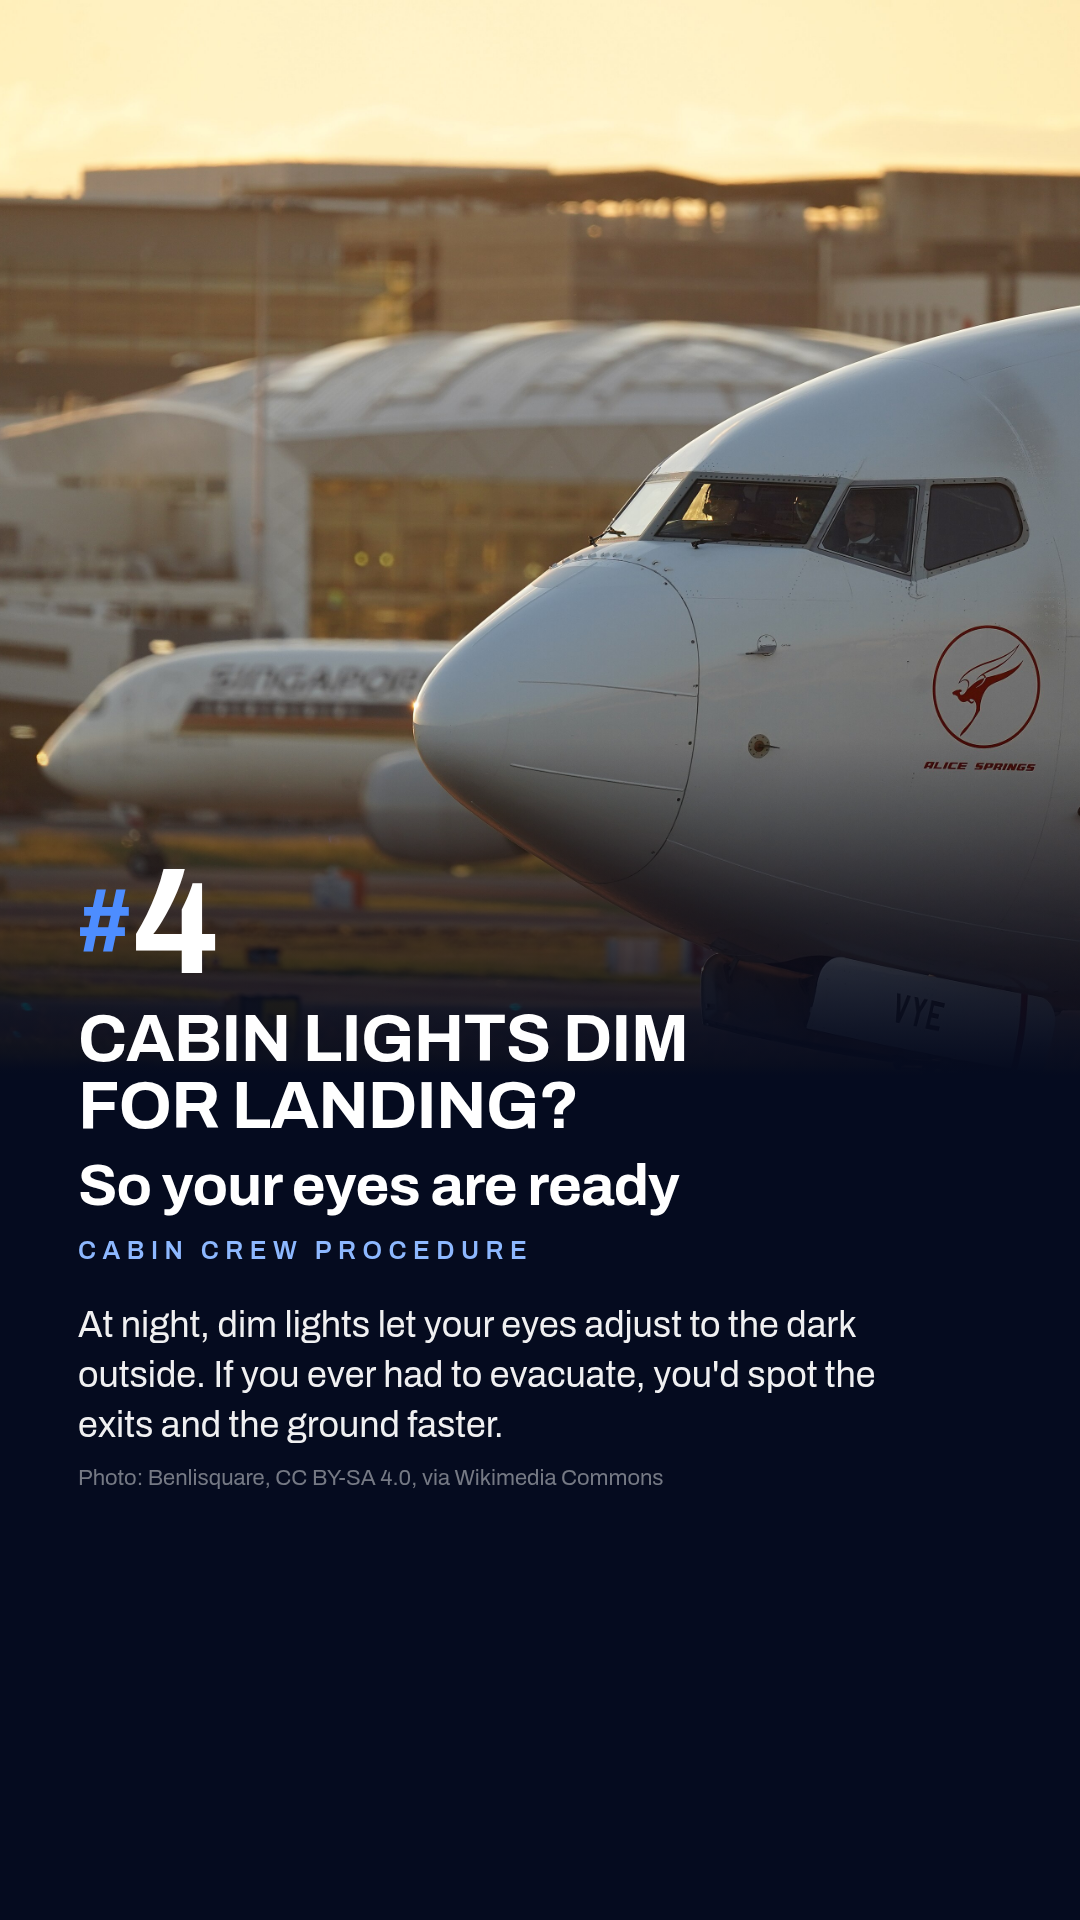 SINGAPOR
ALICE SPRINGS
VYE
#4
CABIN LIGHTS DIM
FOR LANDING?
So your eyes are ready
CABIN CREW PROCEDURE
At night, dim lights let your eyes adjust to the dark
outside. If you ever had to evacuate, you'd spot the
exits and the ground faster.
Photo: Benlisquare, CC BY-SA 4.0, via Wikimedia Commons